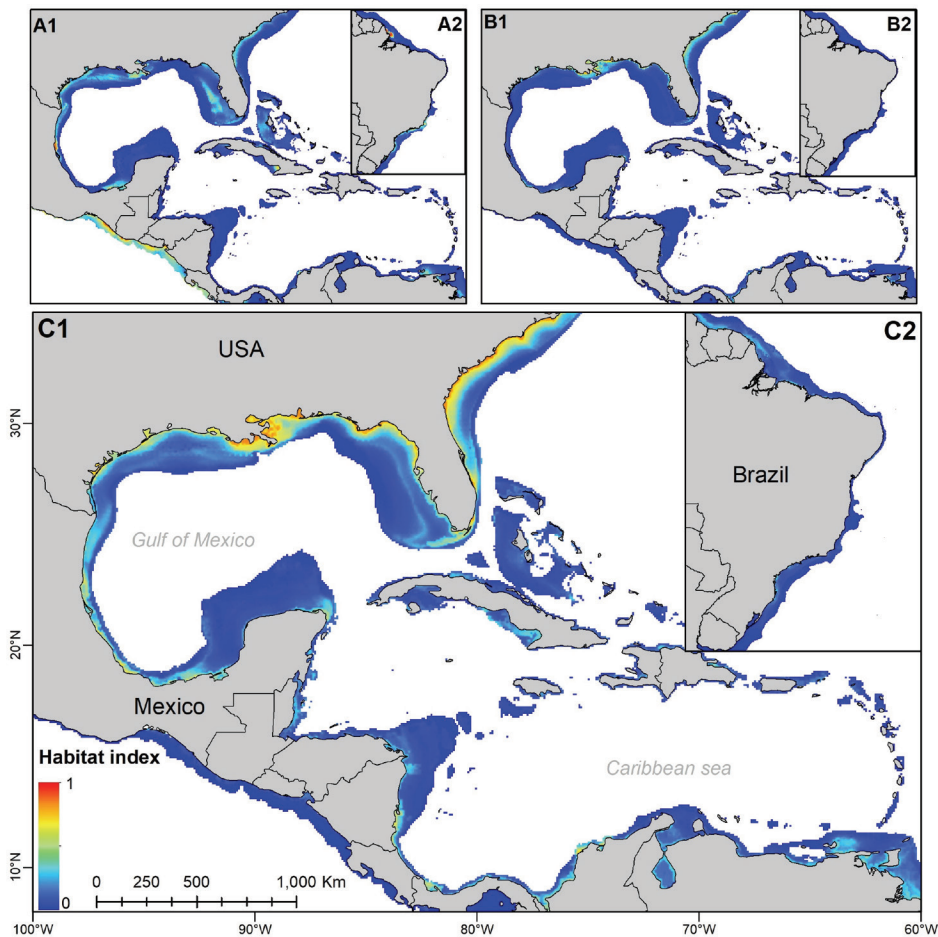 A1
A2
B1
B2
C1
C2
USA
30°N
Brazil
Gulf of Mexico
20°N
Mexico
Habitat index
1
Caribbean sea
0
0 250 500 1,000 Km
10°N
100°W 90°W 80°W 70°W 60°W